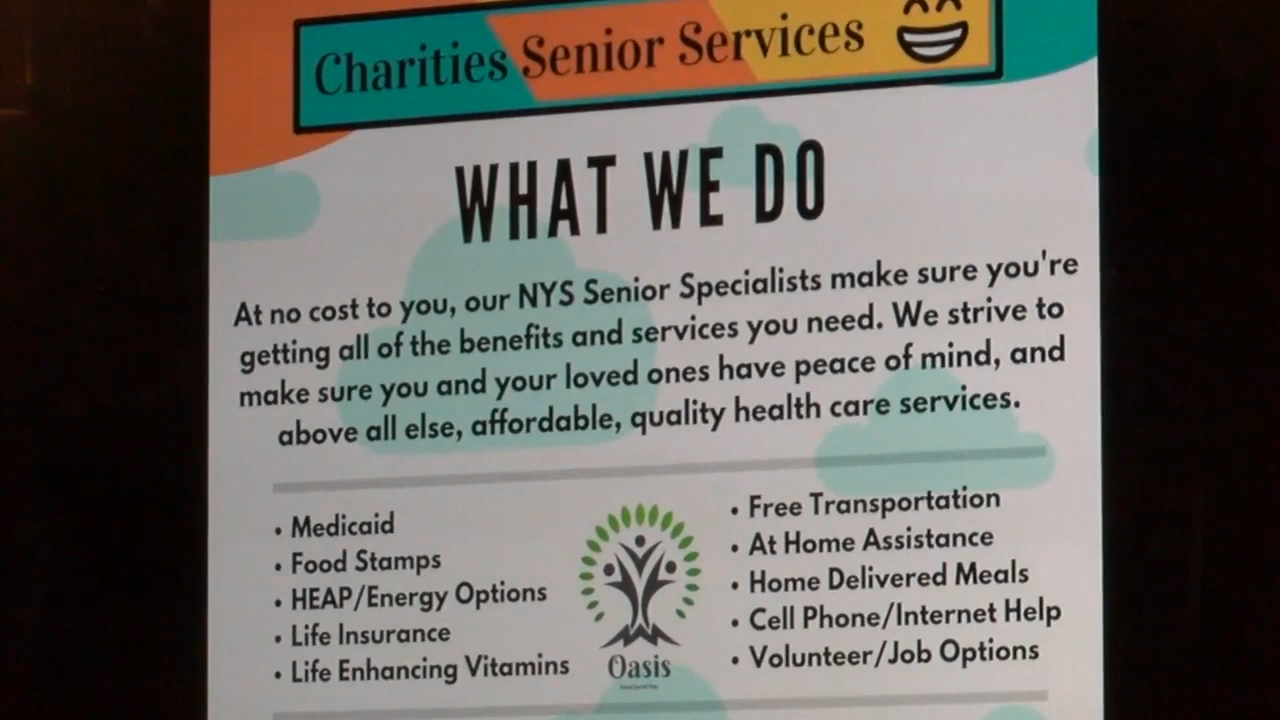 Charities Senior Services
WHAT WE DO
At no cost to you, our NYS Senior Specialists make sure you're
getting all of the benefits and services you need. We strive to
make sure you and your loved ones have peace of mind, and
above all else, affordable, quality health care services.
• Medicaid
• Food Stamps
• HEAP/Energy Options
• Life Insurance
• Life Enhancing Vitamins
Oasis
• Free Transportation
• At Home Assistance
• Home Delivered Meals
• Cell Phone/Internet Help
• Volunteer/Job Options